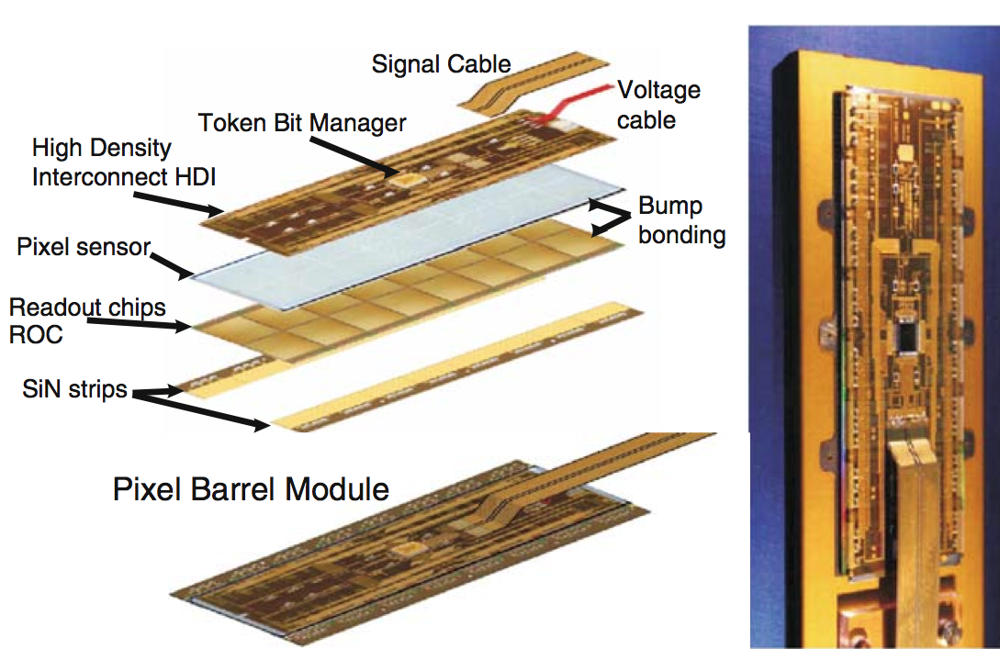 Signal Cable
Voltage
cable
Token Bit Manager
High Density
Interconnect HDI
Bump
bonding
Pixel sensor
Readout chips
ROC
SiN strips
Pixel Barrel Module